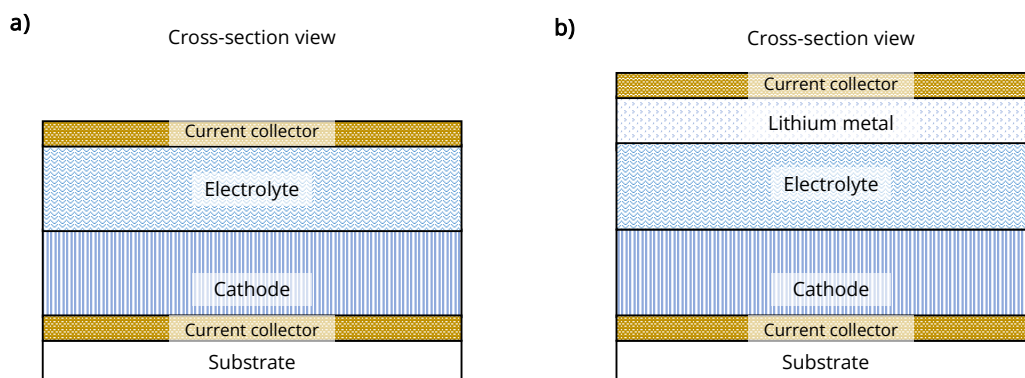 a)
Cross-section view
Current collector
Electrolyte
Cathode
Current collector
Substrate
b)
Cross-section view
Current collector
Lithium metal
Electrolyte
Cathode
Current collector
Substrate